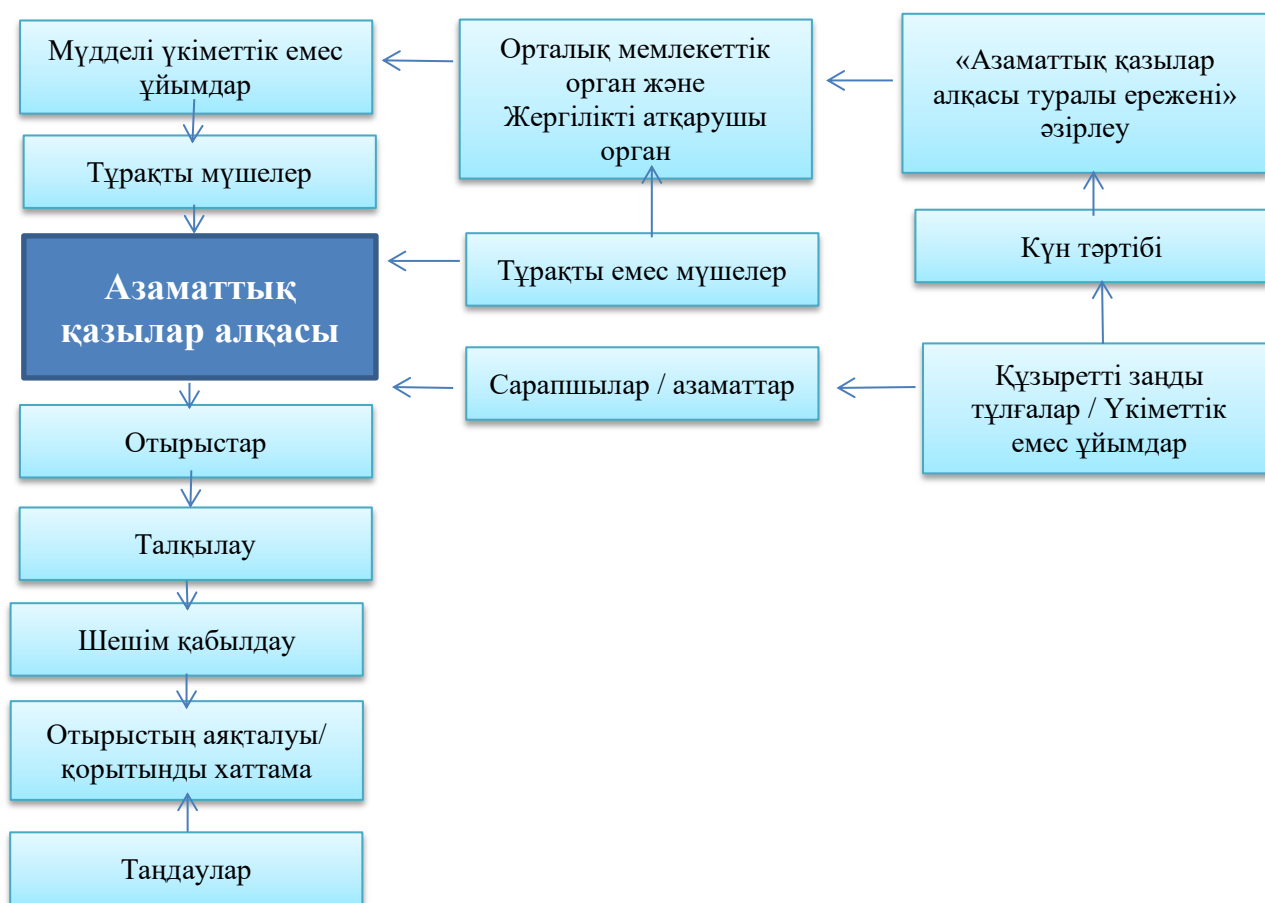 Мүдделі үкіметтік емес
ұйымдар
Орталық мемлекеттік
орган және
Жергілікті атқарушы
орган
«Азаматтық қазылар
алқасы туралы ережені»
әзірлеу
Тұрақты мүшелер
Азаматтық
қазылар алқасы
Тұрақты емес мүшелер
Күн тәртібі
Сарапшылар / азаматтар
Құзыретті заңды
тұлғалар / Үкіметтік
емес ұйымдар
Отырыстар
Талқылау
Шешім қабылдау
Отырыстың аяқталуы/
қорытынды хаттама
Таңдаулар